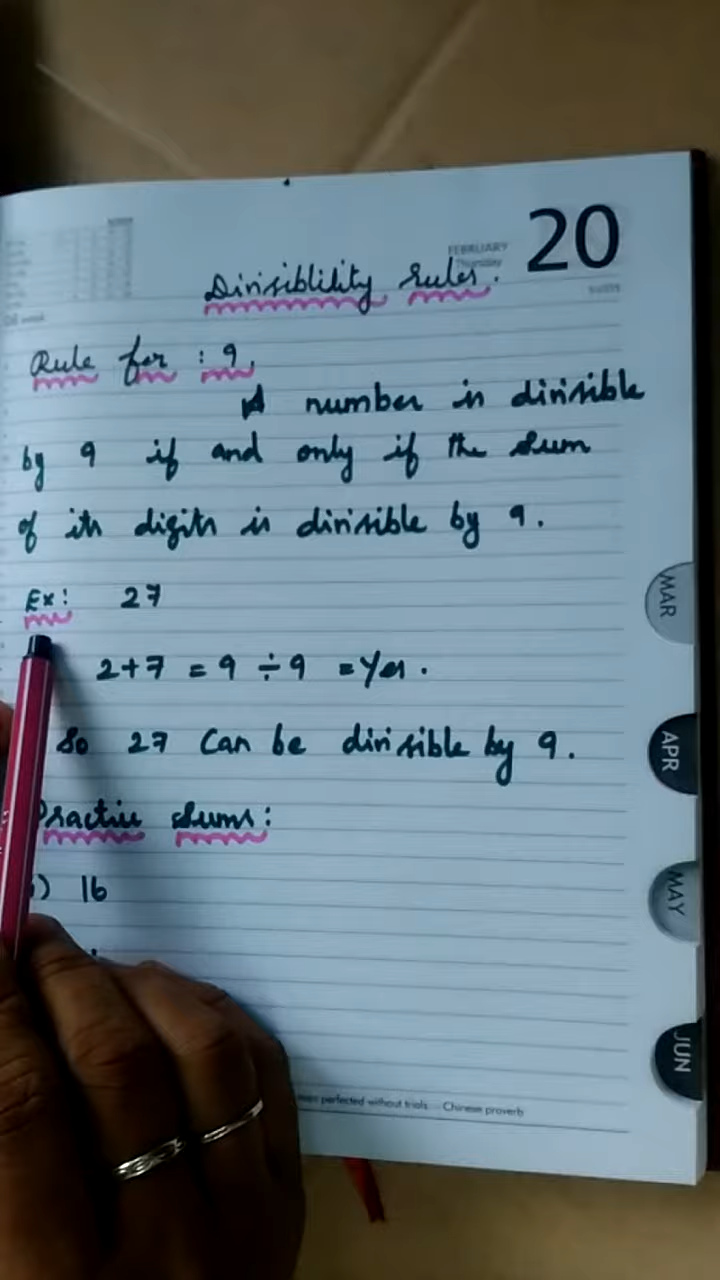 FEBRUARY
Thursday
20
Divisiblility Rules.
Rule for : 9.
A number is divisible
by 9 if and only if the sum
of its digits is divisible by 9.
Ex: 27
2+7 = 9 ÷ 9 = Yes.
So 27 Can be divisible by 9.
Practice Sums:
) 16
perfected without trials. - Chinese proverb
MAR
APR
MAY
JUN